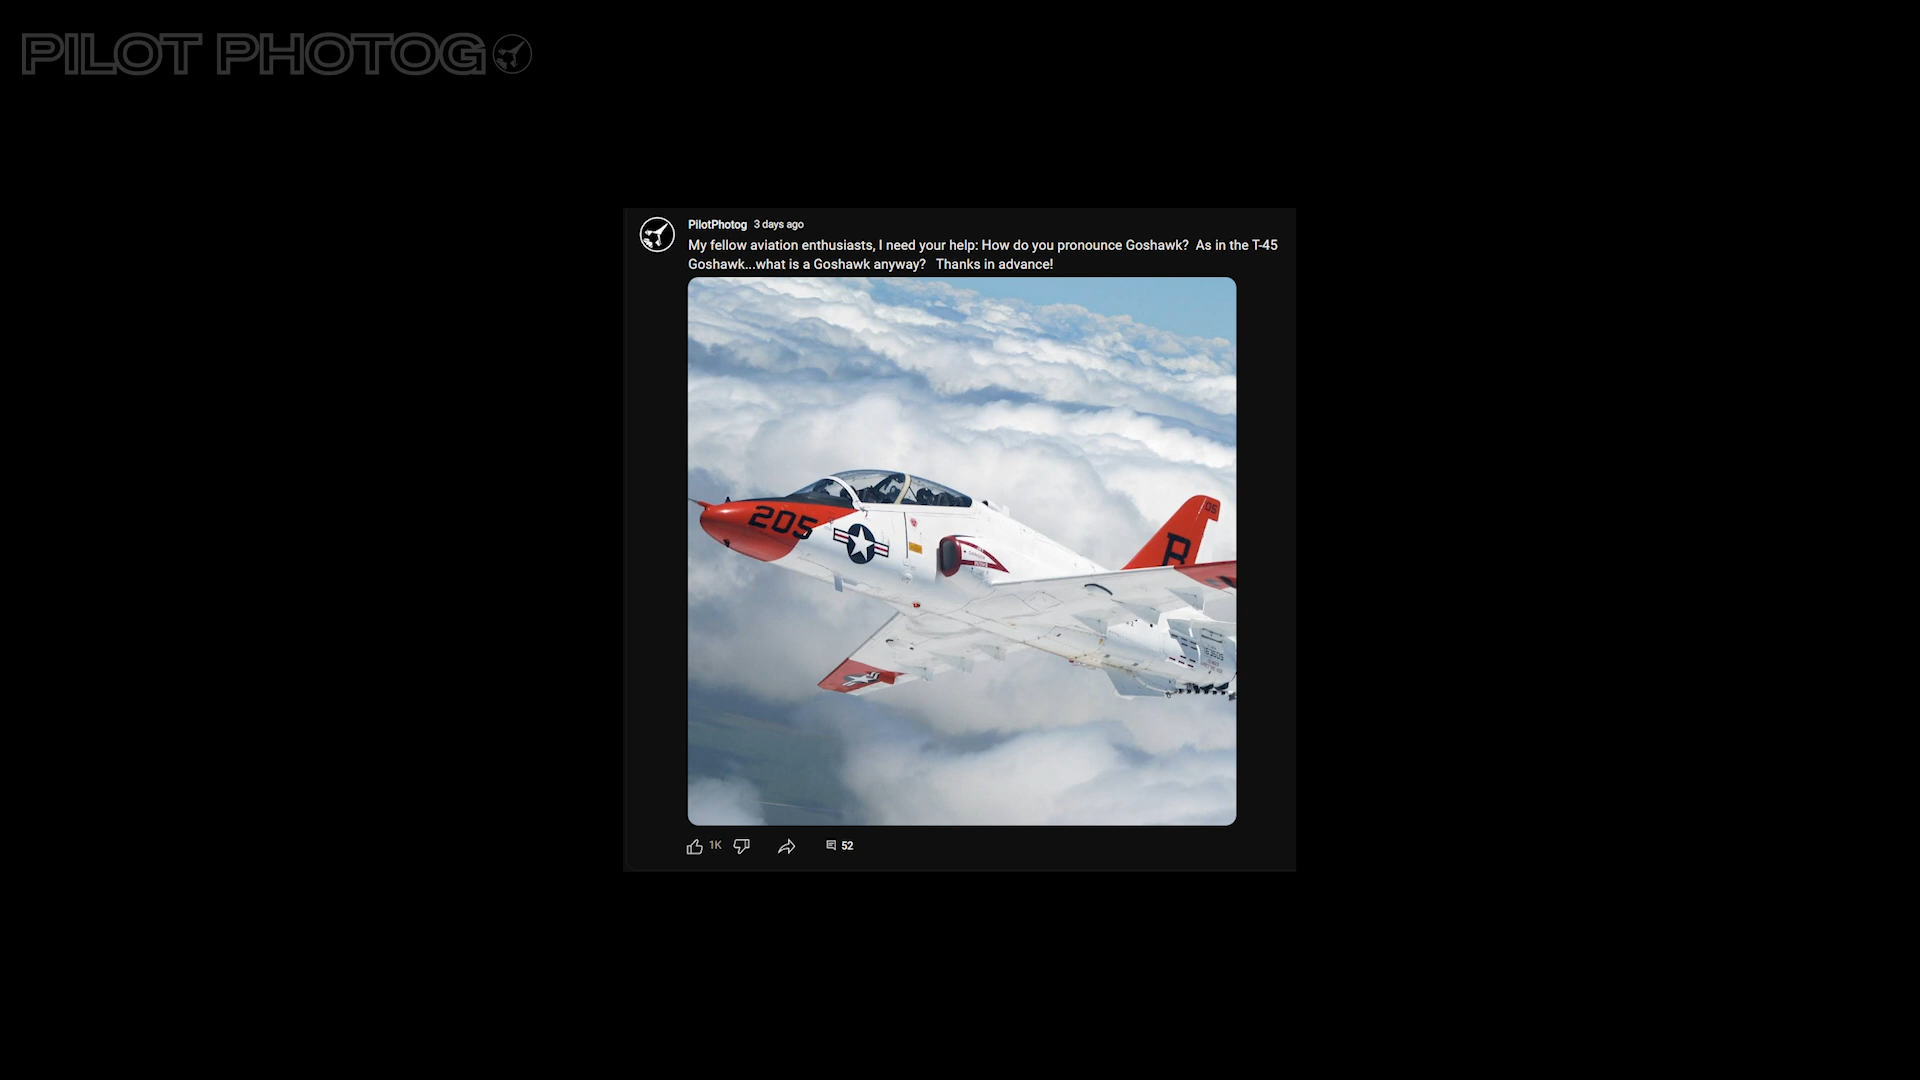 PILOT PHOTOG
PilotPhotog 3 days ago
My fellow aviation enthusiasts, I need your help: How do you pronounce Goshawk? As in the T-45
Goshawk...what is a Goshawk anyway? Thanks in advance!
205
05
B
1K
52